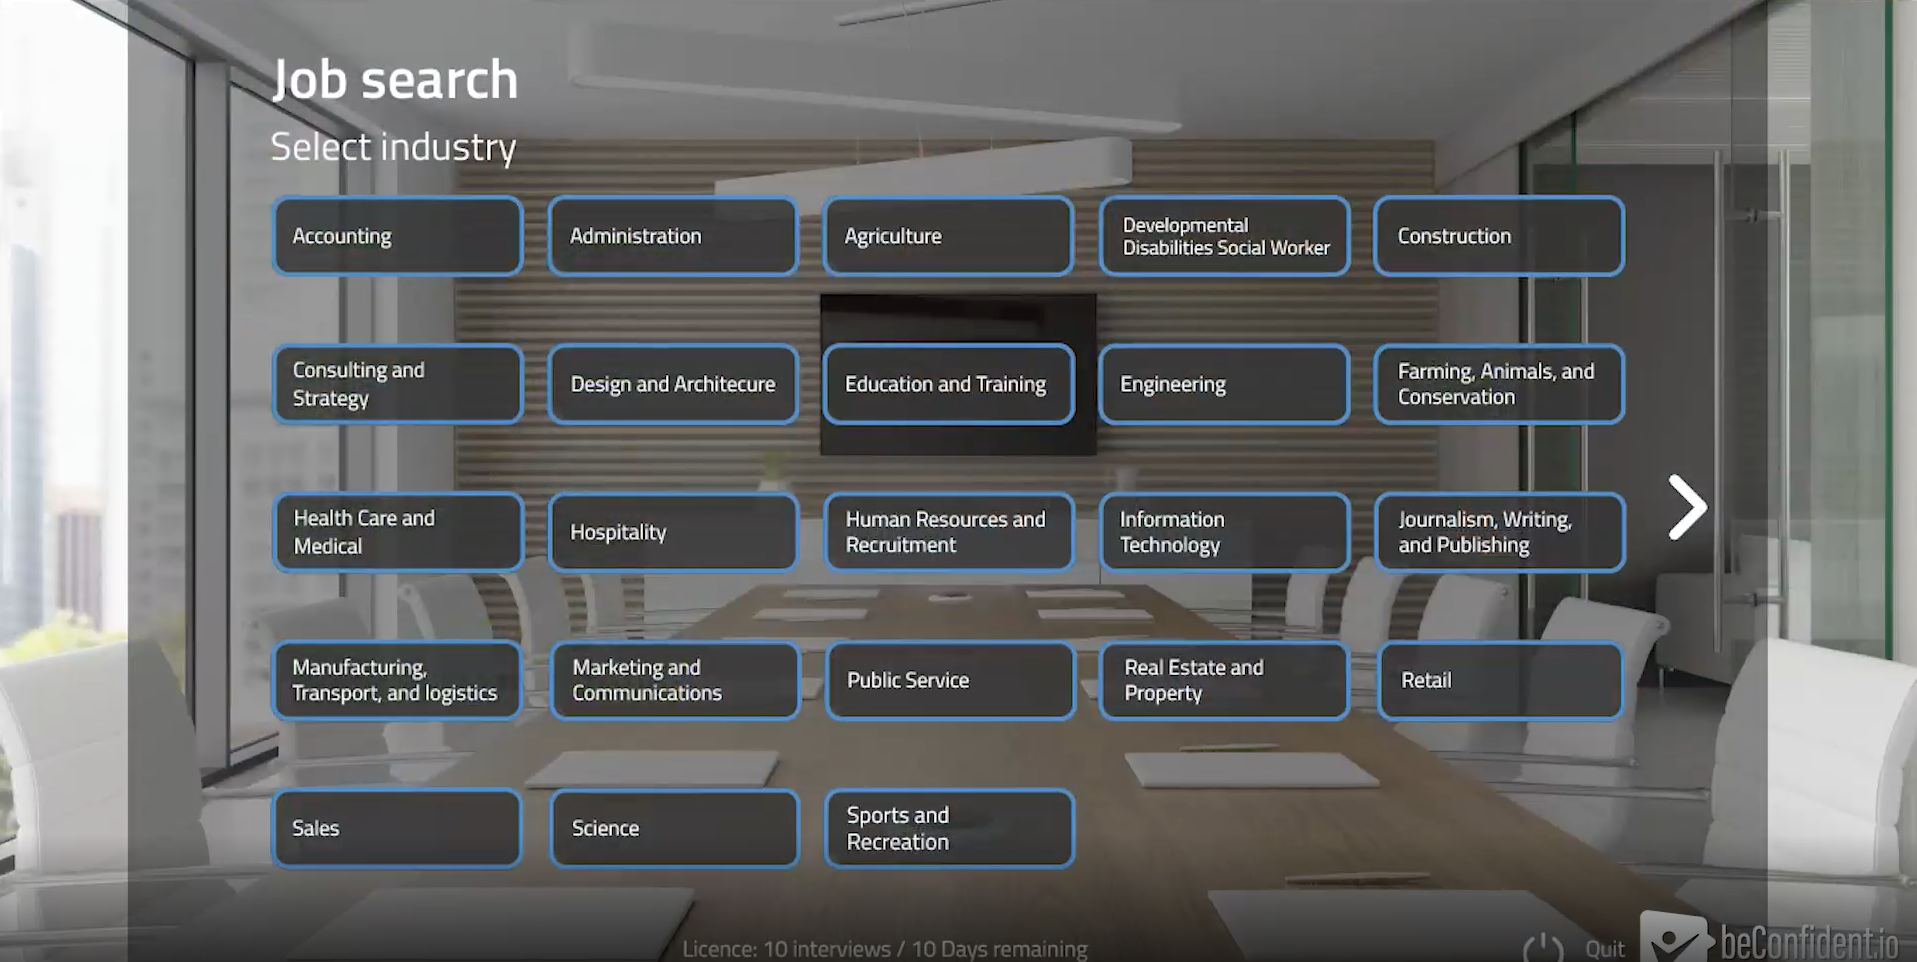 Job search
Select industry
Accounting
Administration
Agriculture
Developmental
Disabilities Social Worker
Construction
Consulting and
Strategy
Design and Architecure
Education and Training
Engineering
Farming, Animals, and
Conservation
Health Care and
Medical
Hospitality
Human Resources and
Recruitment
Information
Technology
Journalism, Writing,
and Publishing
Manufacturing,
Transport, and logistics
Marketing and
Communications
Public Service
Real Estate and
Property
Retail
Sales
Science
Sports and
Recreation
Licence: 10 interviews / 10 Days remaining
Quit
beConfident.io